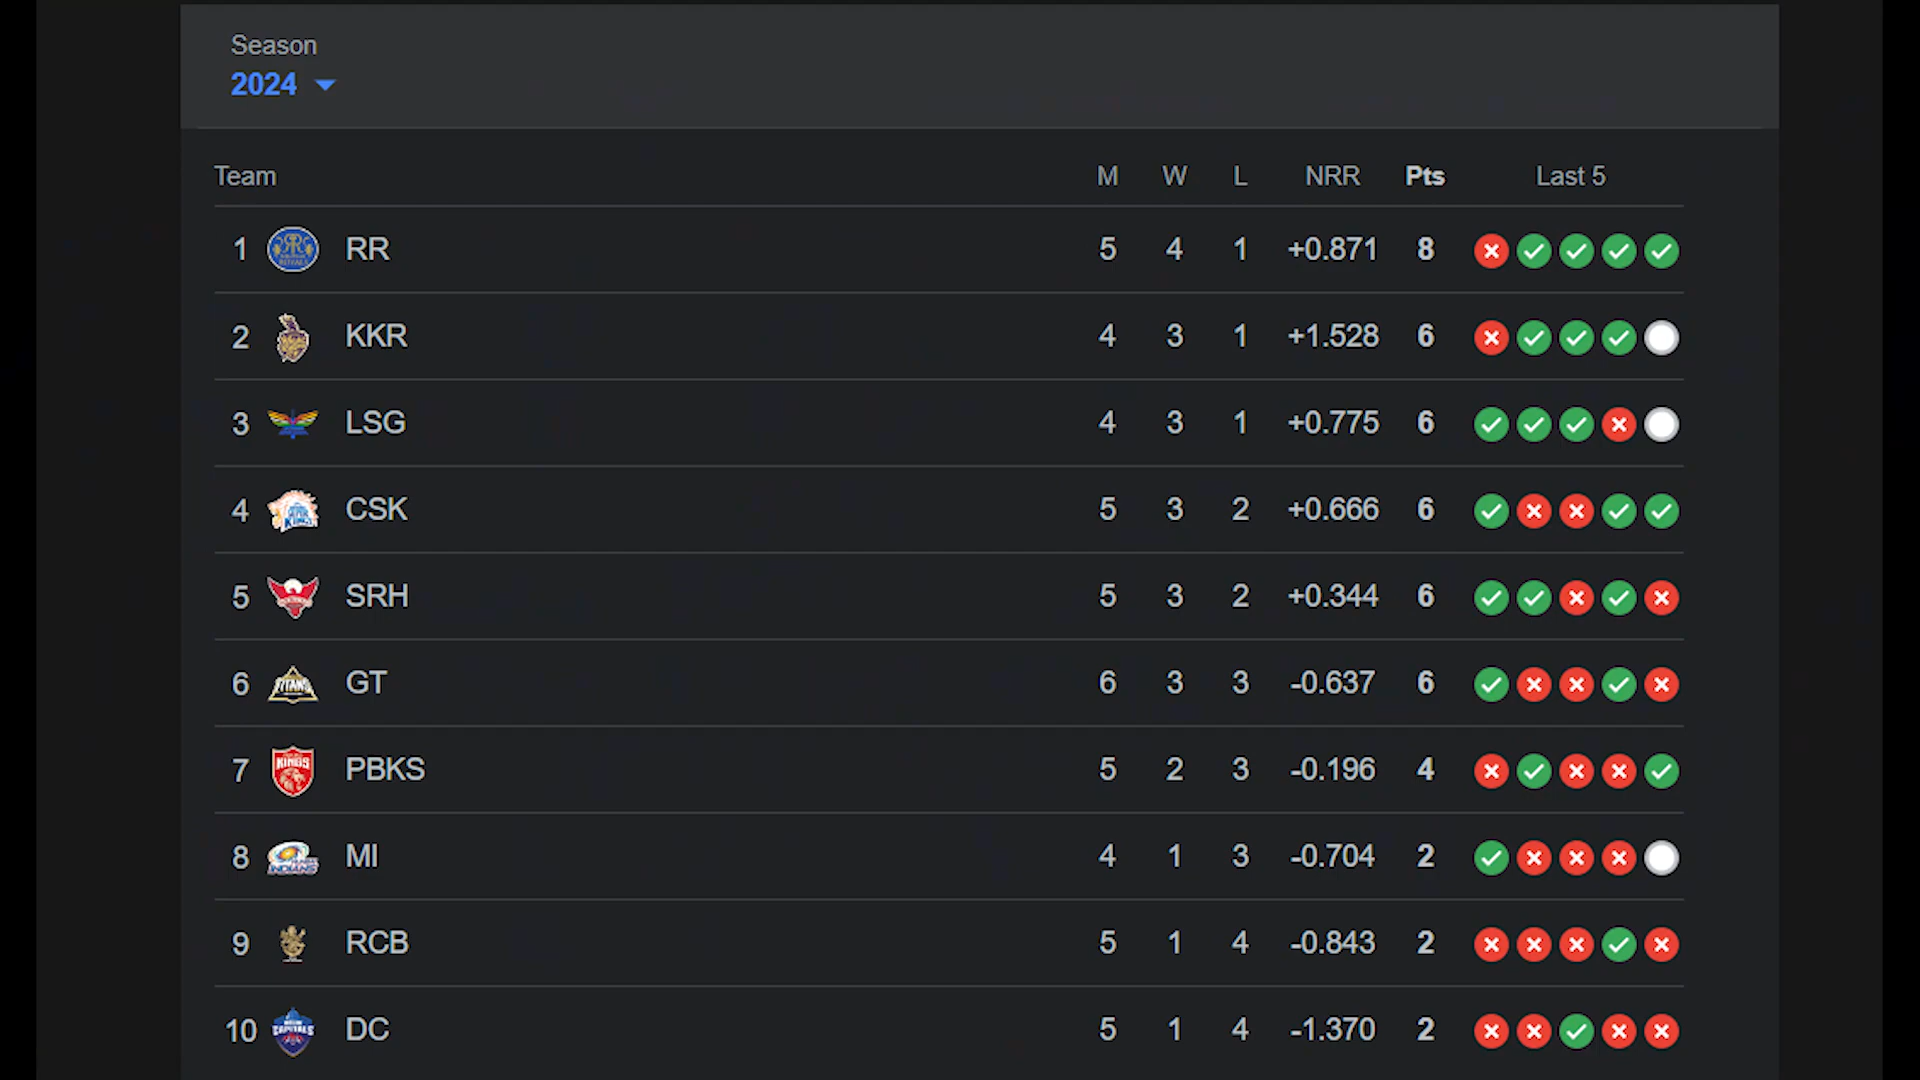 Season
2024
Team M W L NRR Pts Last 5
1 RR 5 4 1 +0.871 8
2 KKR 4 3 1 +1.528 6
3 LSG 4 3 1 +0.775 6
4 CSK 5 3 2 +0.666 6
5 SRH 5 3 2 +0.344 6
6 TITANS GT 6 3 3 -0.637 6
7 KINGS PBKS 5 2 3 -0.196 4
8 INDIANS MI 4 1 3 -0.704 2
9 RCB 5 1 4 -0.843 2
10 CAPITALS DC 5 1 4 -1.370 2